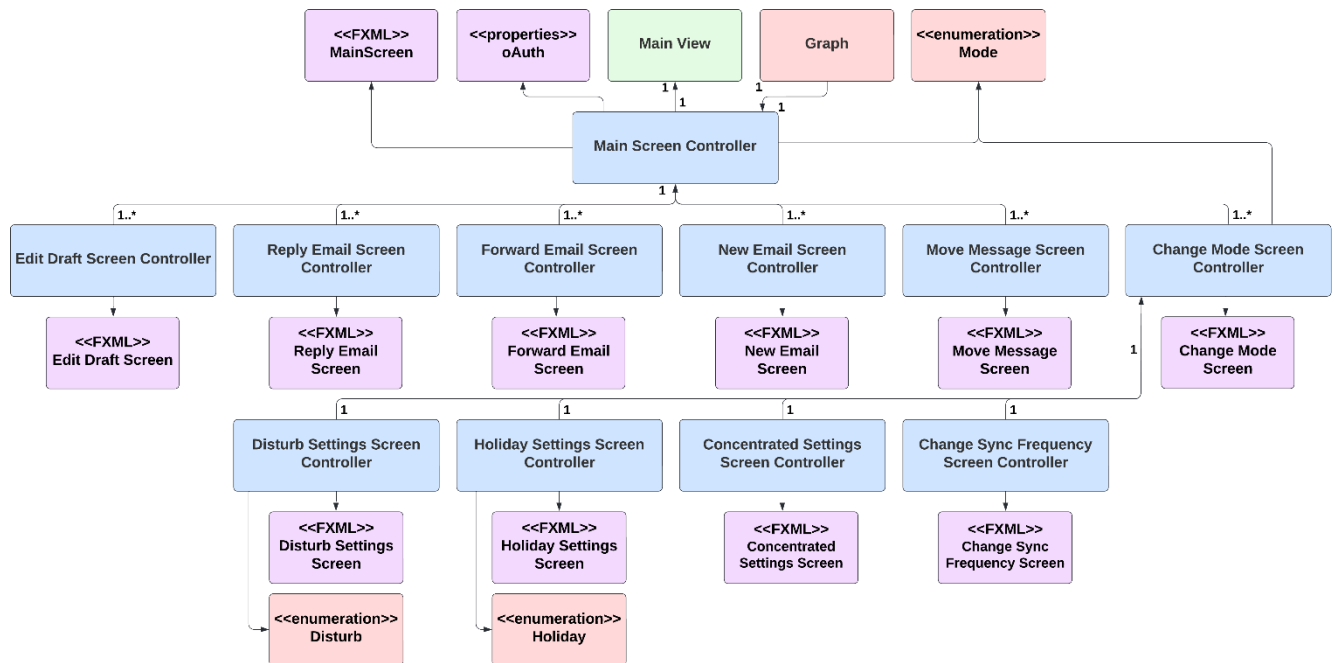 <<FXML>>
MainScreen
<<properties>>
oAuth
Main View
Graph
<<enumeration>>
Mode
1
1
1
1
Main Screen Controller
1
1..*
1..*
1..*
1..*
1..*
1..*
Edit Draft Screen Controller
Reply Email Screen
Controller
Forward Email Screen
Controller
New Email Screen
Controller
Move Message Screen
Controller
Change Mode Screen
Controller
<<FXML>>
Edit Draft Screen
<<FXML>>
Reply Email
Screen
<<FXML>>
Forward Email
Screen
<<FXML>>
New Email
Screen
<<FXML>>
Move Message
Screen
<<FXML>>
Change Mode
Screen
1
1
1
1
1
Disturb Settings Screen
Controller
Holiday Settings Screen
Controller
Concentrated Settings
Screen Controller
Change Sync Frequency
Screen Controller
<<FXML>>
Disturb Settings
Screen
<<FXML>>
Holiday Settings
Screen
<<FXML>>
Concentrated
Settings Screen
<<FXML>>
Change Sync
Frequency Screen
<<enumeration>>
Disturb
<<enumeration>>
Holiday